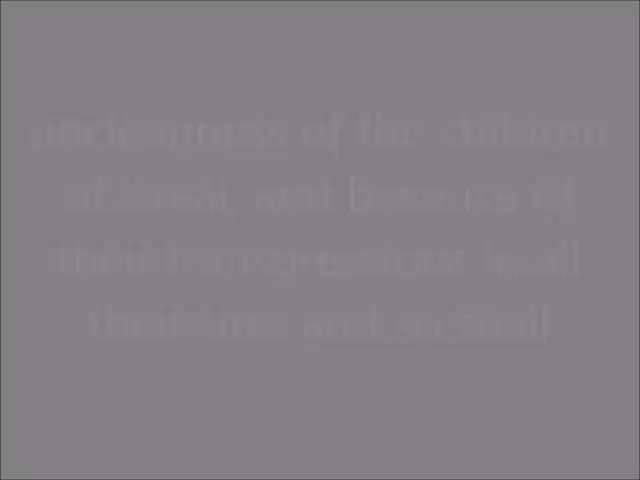 uncleanness of the children
of Israel, and because of
their transgressions in all
their sins: and so shall